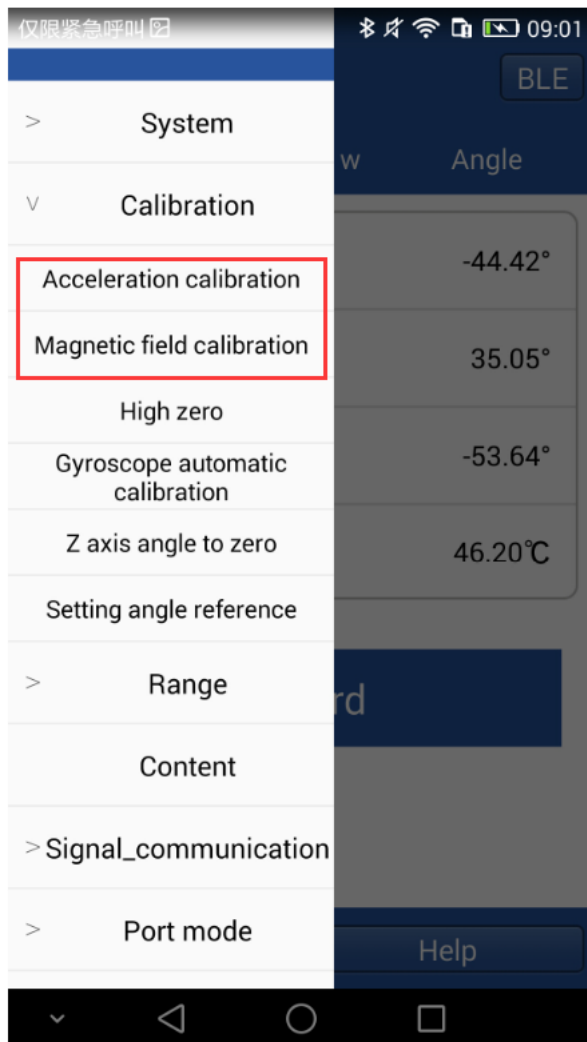 仅限紧急呼叫
09:01
BLE
> System
w
Angle
v Calibration
-44.42°
Acceleration calibration
Magnetic field calibration
35.05°
High zero
-53.64°
Gyroscope automatic
calibration
Z axis angle to zero
46.20℃
Setting angle reference
> Range
rd
Content
>Signal_communication
> Port mode
Help